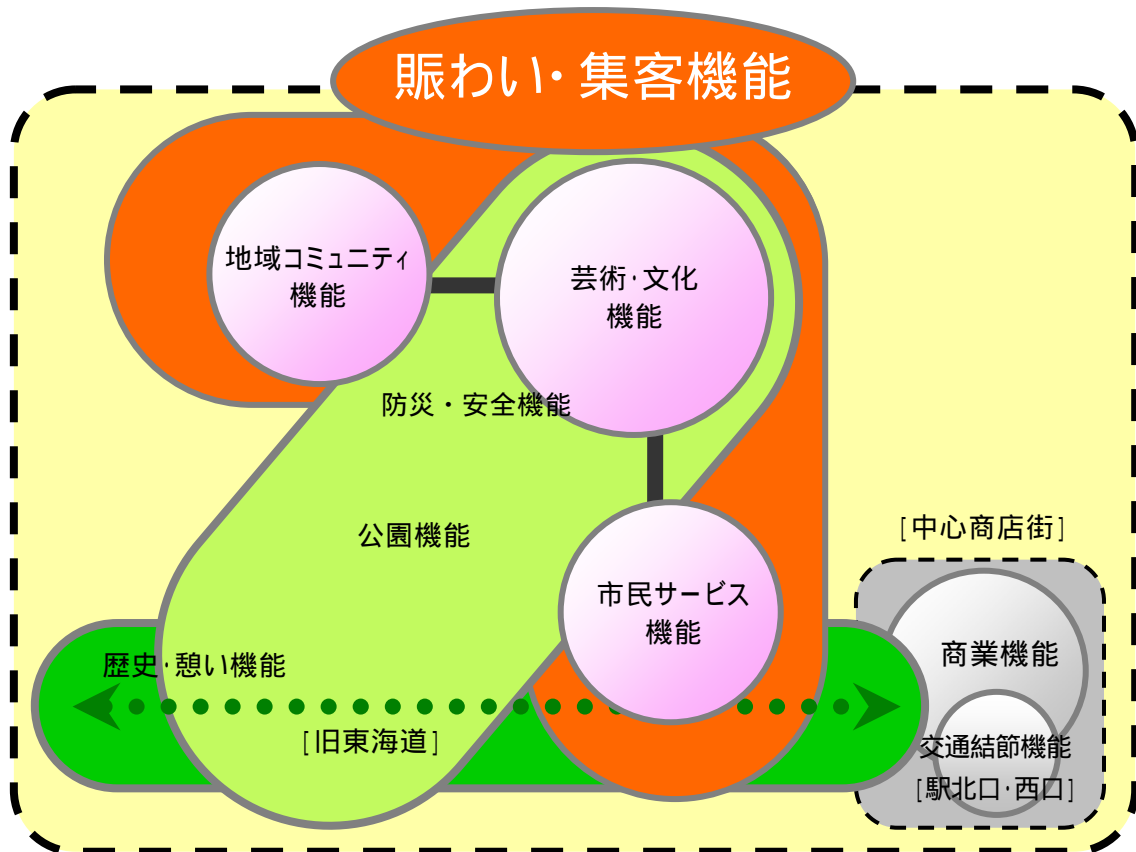 賑わい・集客機能
地域コミュニティ
機能
芸術・文化
機能
防災・安全機能
公園機能
[中心商店街]
市民サービス
機能
商業機能
歴史・憩い機能
[旧東海道]
交通結節機能
[駅北口・西口]